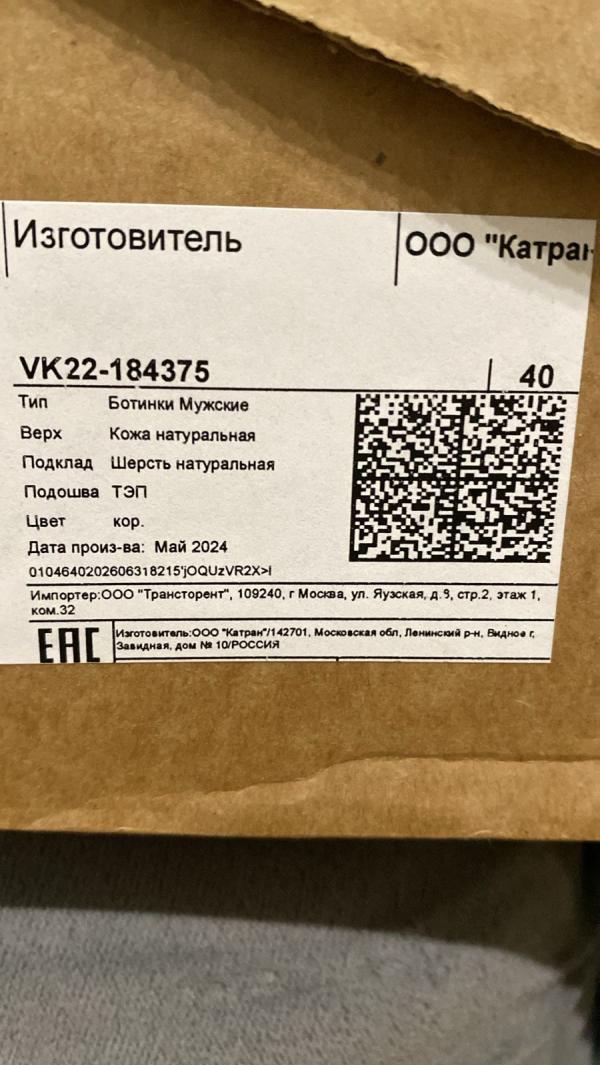 Изготовитель ООО "Катран
VK22-184375 40
Тип Ботинки Мужские
Верх Кожа натуральная
Подклад Шерсть натуральная
Подошва ТЭП
Цвет кор.
Дата произ-ва: Май 2024
0104640202606318215'jOQUzVR2X>I
Импортер:ООО "Трансторент", 109240, г Москва, ул. Яузская, д.8, стр.2, этаж 1,
ком.32
EAC
Изготовитель:ООО "Катран"/142701, Московская обл, Ленинский р-н, Видное г,
Завидная, дом № 10/РОССИЯ